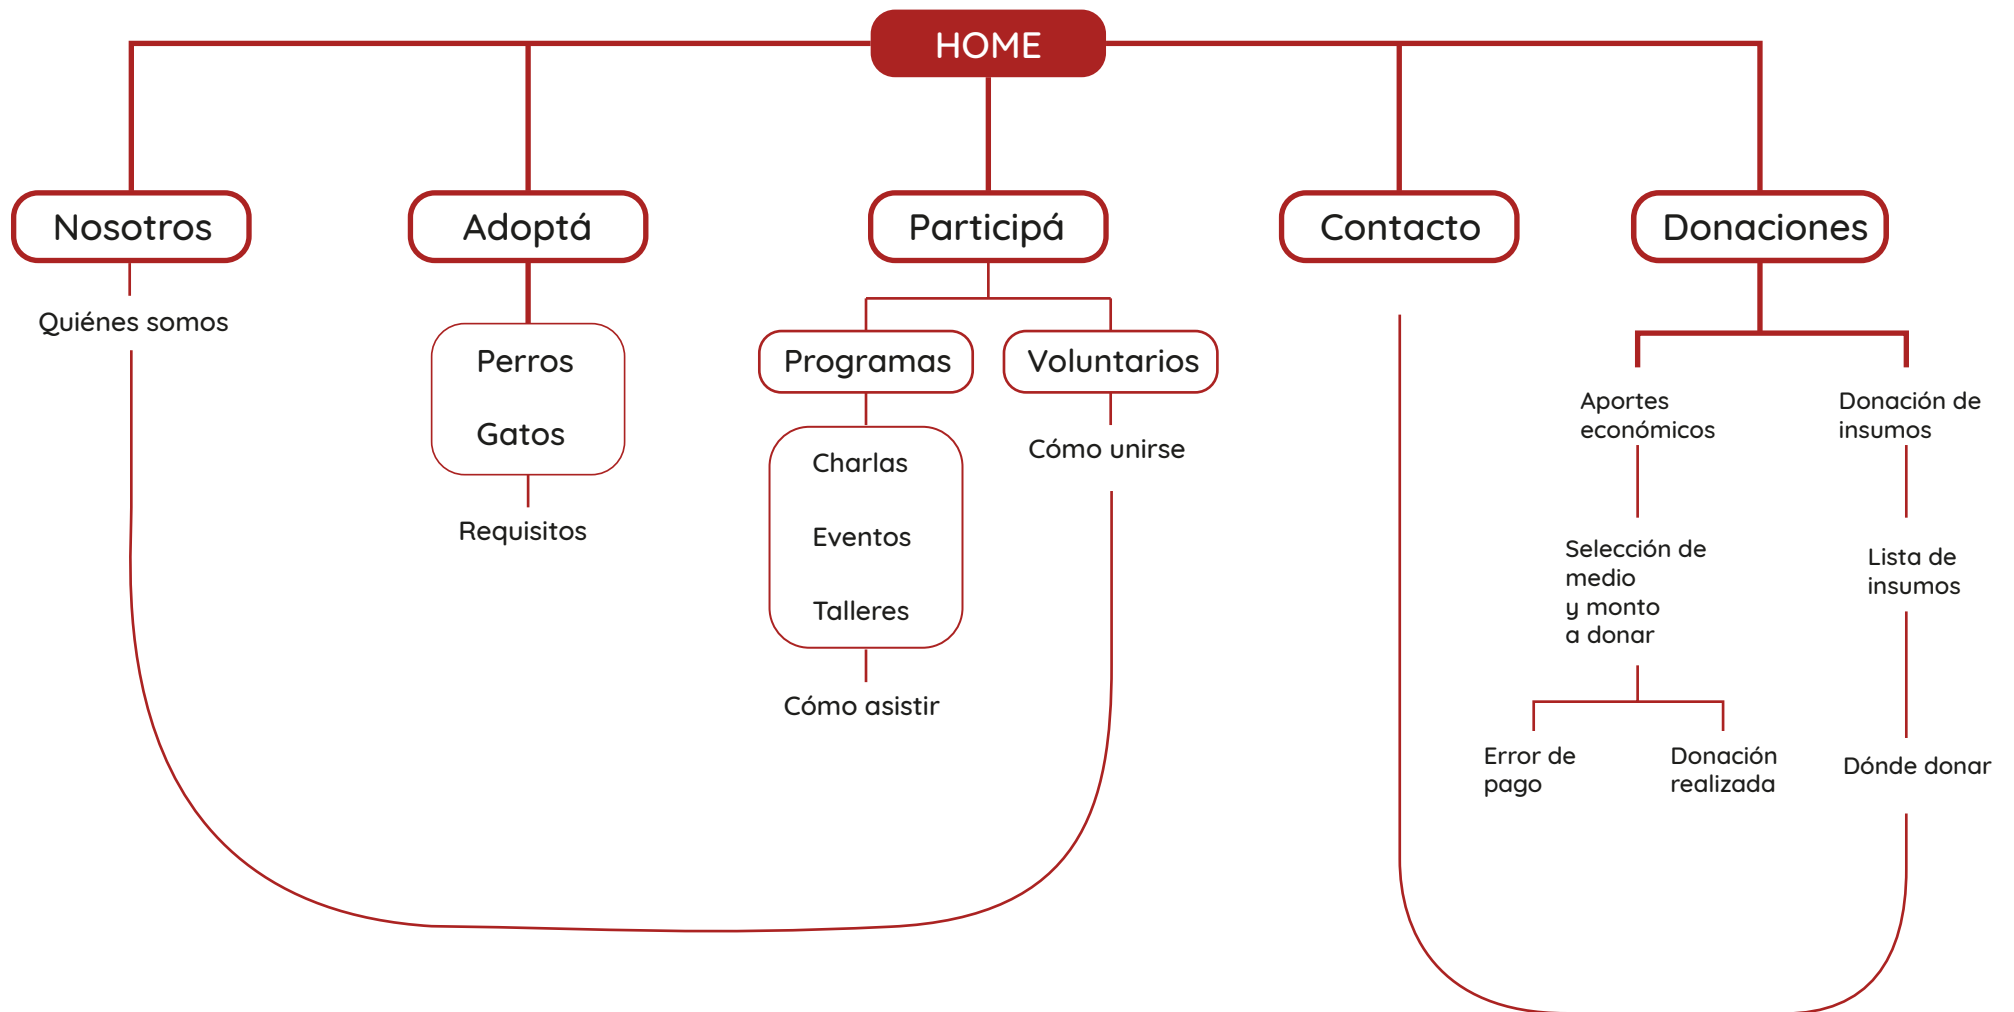 HOME
Nosotros
Adoptá
Participá
Contacto
Donaciones
Quiénes somos
Perros
Gatos
Requisitos
Programas
Voluntarios
Charlas
Eventos
Talleres
Cómo asistir
Cómo unirse
Aportes
económicos
Selección de
medio
y monto
a donar
Error de
pago
Donación
realizada
Donación de
insumos
Lista de
insumos
Dónde donar